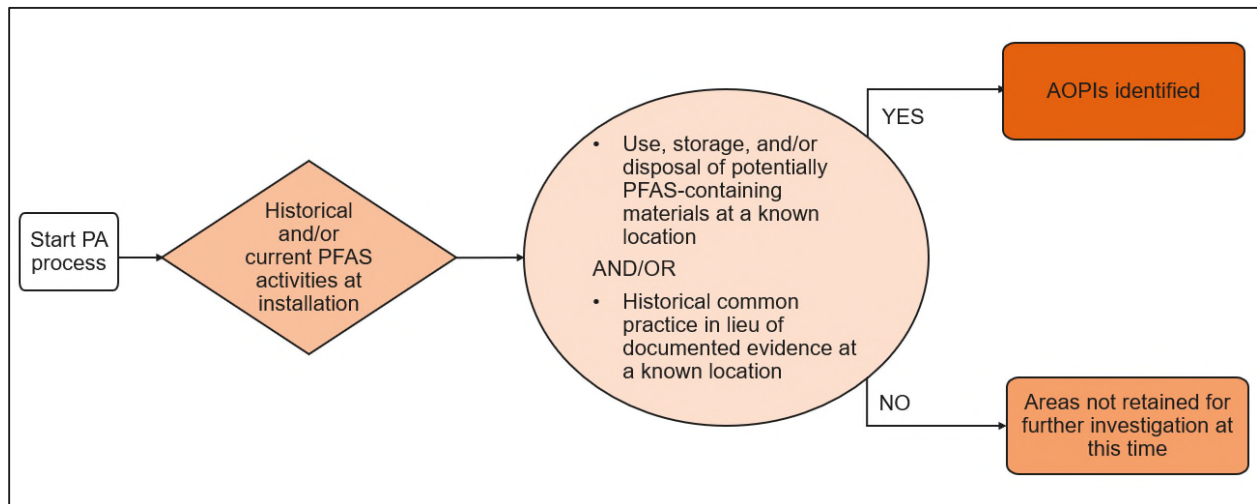 Start PA
process
Historical
and/or
current PFAS
activities at
installation
• Use, storage, and/or
disposal of potentially
PFAS-containing
materials at a known
location
AND/OR
• Historical common
practice in lieu of
documented evidence at
a known location
YES
AOPIs identified
NO
Areas not retained for
further investigation at
this time